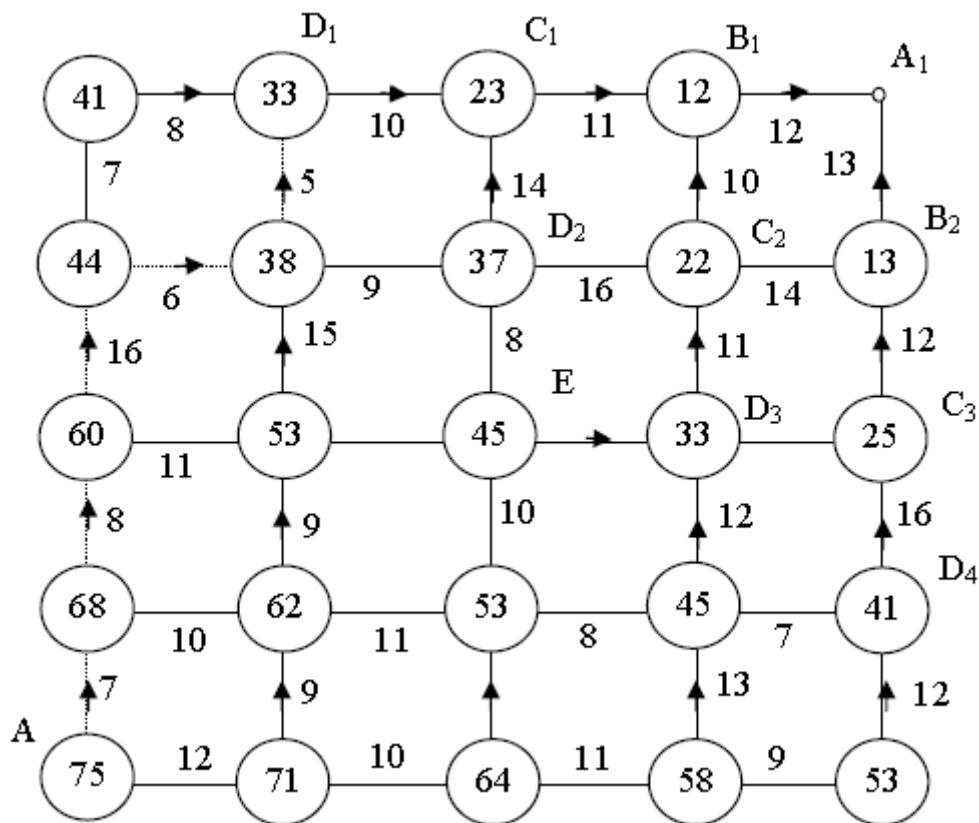 D1 C1 B1 A1
41 33 23 12
8 10 11 12
7 5 14 10 13
D2 C2 B2
44 38 37 22 13
6 9 16 14
16 15 8 11 12
E D3 C3
60 53 45 33 25
11
8 9 10 12 16
D4
68 62 53 45 41
10 11 8 7
7 9 13 12
A
75 71 64 58 53
12 10 11 9